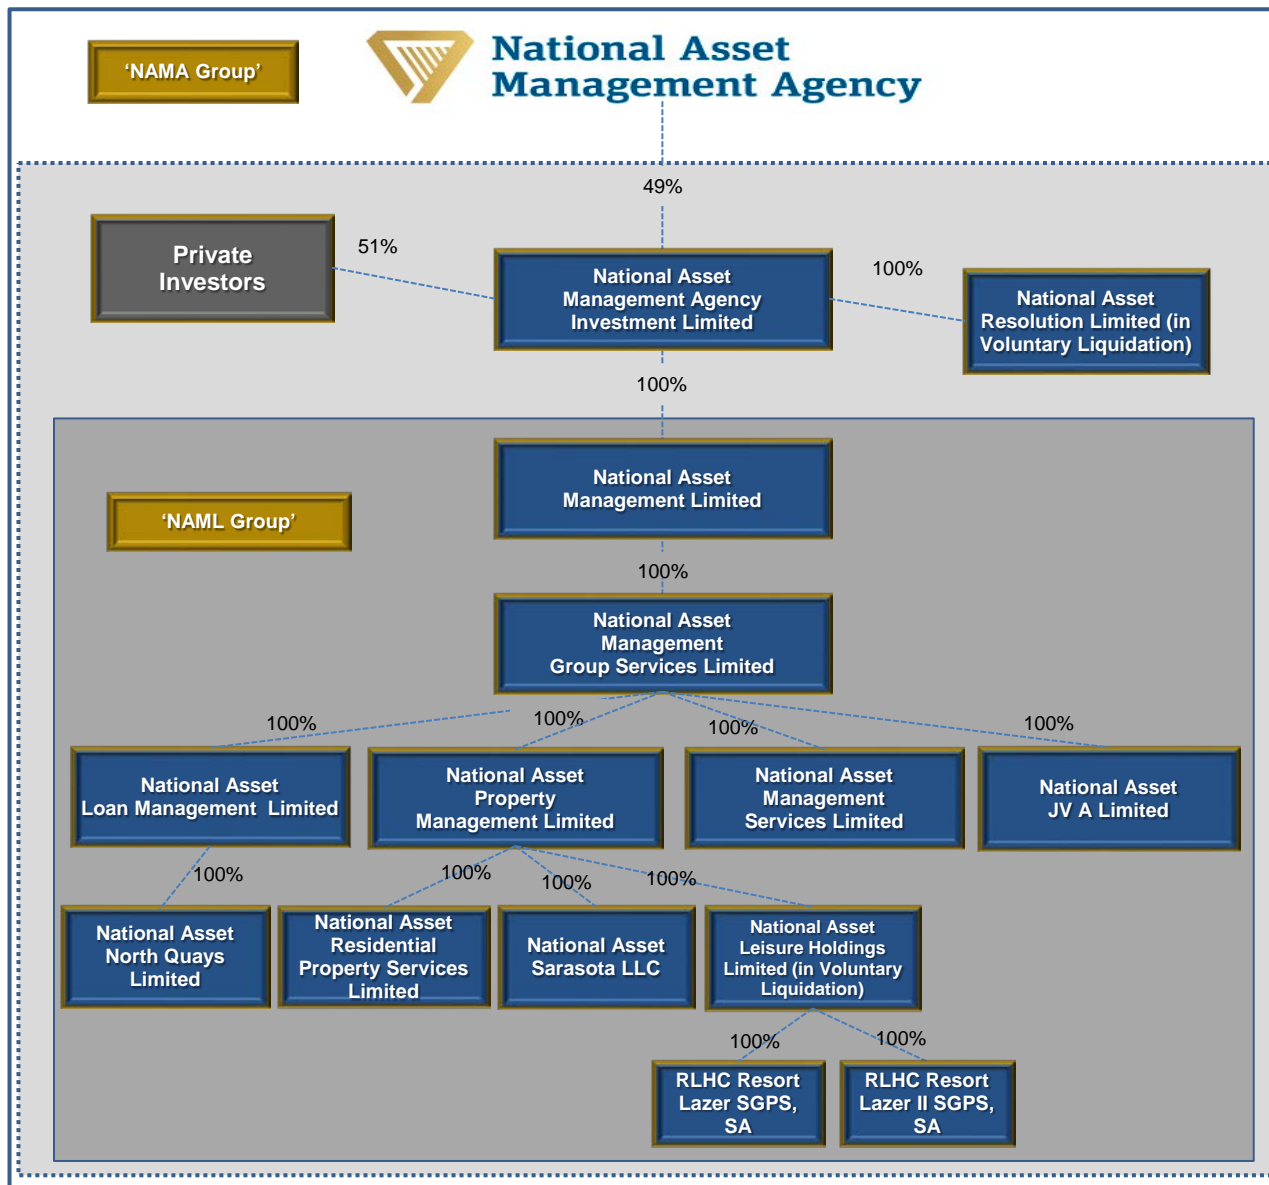 ‘NAMA Group’
National Asset
Management Agency
49%
Private
Investors
51%
National Asset
Management Agency
Investment Limited
100%
National Asset
Resolution Limited (in
Voluntary Liquidation)
100%
National Asset
Management Limited
‘NAML Group’
100%
National Asset
Management
Group Services Limited
100%
100%
100%
100%
National Asset
Loan Management Limited
National Asset
Property
Management Limited
National Asset
Management
Services Limited
National Asset
JV A Limited
100%
100%
100%
100%
National Asset
North Quays
Limited
National Asset
Residential
Property Services
Limited
National Asset
Sarasota LLC
National Asset
Leisure Holdings
Limited (in Voluntary
Liquidation)
100%
100%
RLHC Resort
Lazer SGPS,
SA
RLHC Resort
Lazer II SGPS,
SA